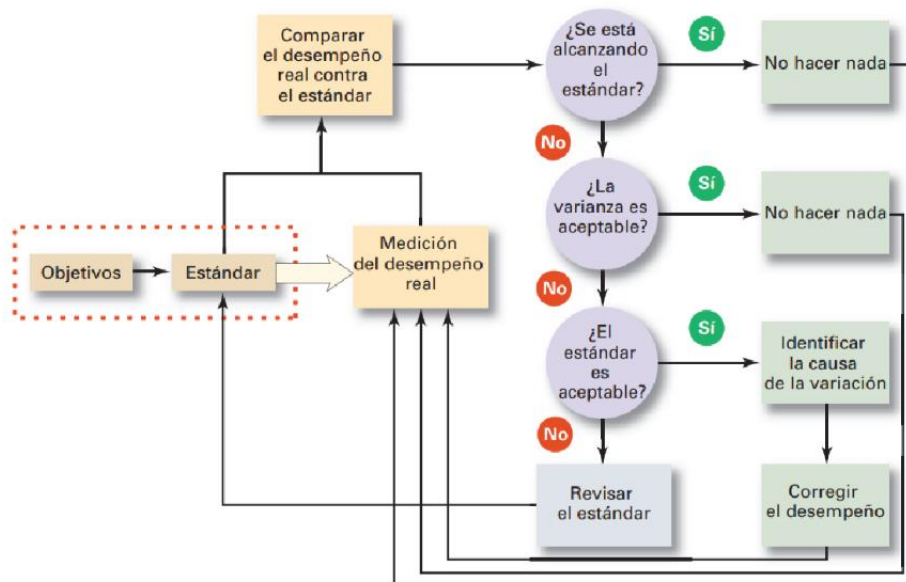 Comparar
el desempeño
real contra
el estándar
¿Se está
alcanzando
el
estándar?
Sí
No hacer nada
No
¿La
varianza es
aceptable?
Sí
No hacer nada
Objetivos
Estándar
Medición
del desempeño
real
No
¿El
estándar
es
aceptable?
Sí
Identificar
la causa
de la variación
No
Revisar
el estándar
Corregir
el desempeño